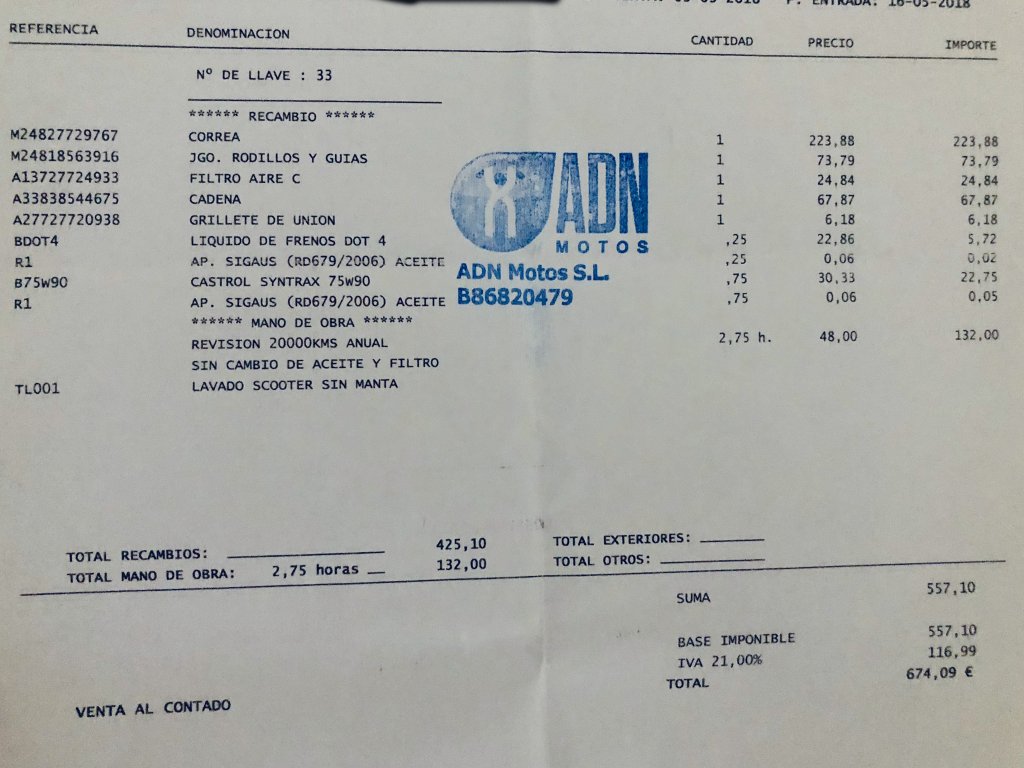 P. ENTRADA: 16-05-2018
REFERENCIA DENOMINACION CANTIDAD PRECIO IMPORTE
Nº DE LLAVE : 33
****** RECAMBIO ******
M24827729767 CORREA 1 223,88 223,88
M24818563916 JGO. RODILLOS Y GUIAS 1 73,79 73,79
A13727724933 FILTRO AIRE C 1 24,84 24,84
A33838544675 CADENA 1 67,87 67,87
A27727720938 GRILLETE DE UNION 1 6,18 6,18
BDOT4 LIQUIDO DE FRENOS DOT 4 ,25 22,86 5,72
R1 AP. SIGAUS (RD679/2006) ACEITE ,25 0,06 0,02
B75W90 CASTROL SYNTRAX 75W90 ,75 30,33 22,75
R1 AP. SIGAUS (RD679/2006) ACEITE ,75 0,06 0,05
****** MANO DE OBRA ******
REVISION 20000KMS ANUAL 2,75 h. 48,00 132,00
SIN CAMBIO DE ACEITE Y FILTRO
TL001 LAVADO SCOOTER SIN MANTA
ADN
MOTOS
ADN Motos S.L.
B86820479
TOTAL RECAMBIOS: 425,10 TOTAL EXTERIORES:
TOTAL MANO DE OBRA: 2,75 horas 132,00 TOTAL OTROS:
SUMA 557,10
BASE IMPONIBLE 557,10
IVA 21,00% 116,99
TOTAL 674,09 €
VENTA AL CONTADO